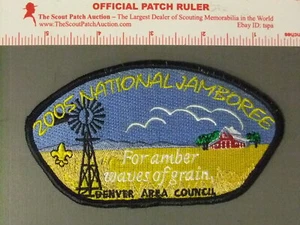 OFFICIAL PATCH RULER
The Scout Patch Auction – The Largest Dealer of Scouting Memorabilia in the World
www.TheScoutPatchAuction.com
Ebay ID: tspa
2005 NATIONAL JAMBOREE
For amber
waves of grain,
DENVER AREA COUNCIL